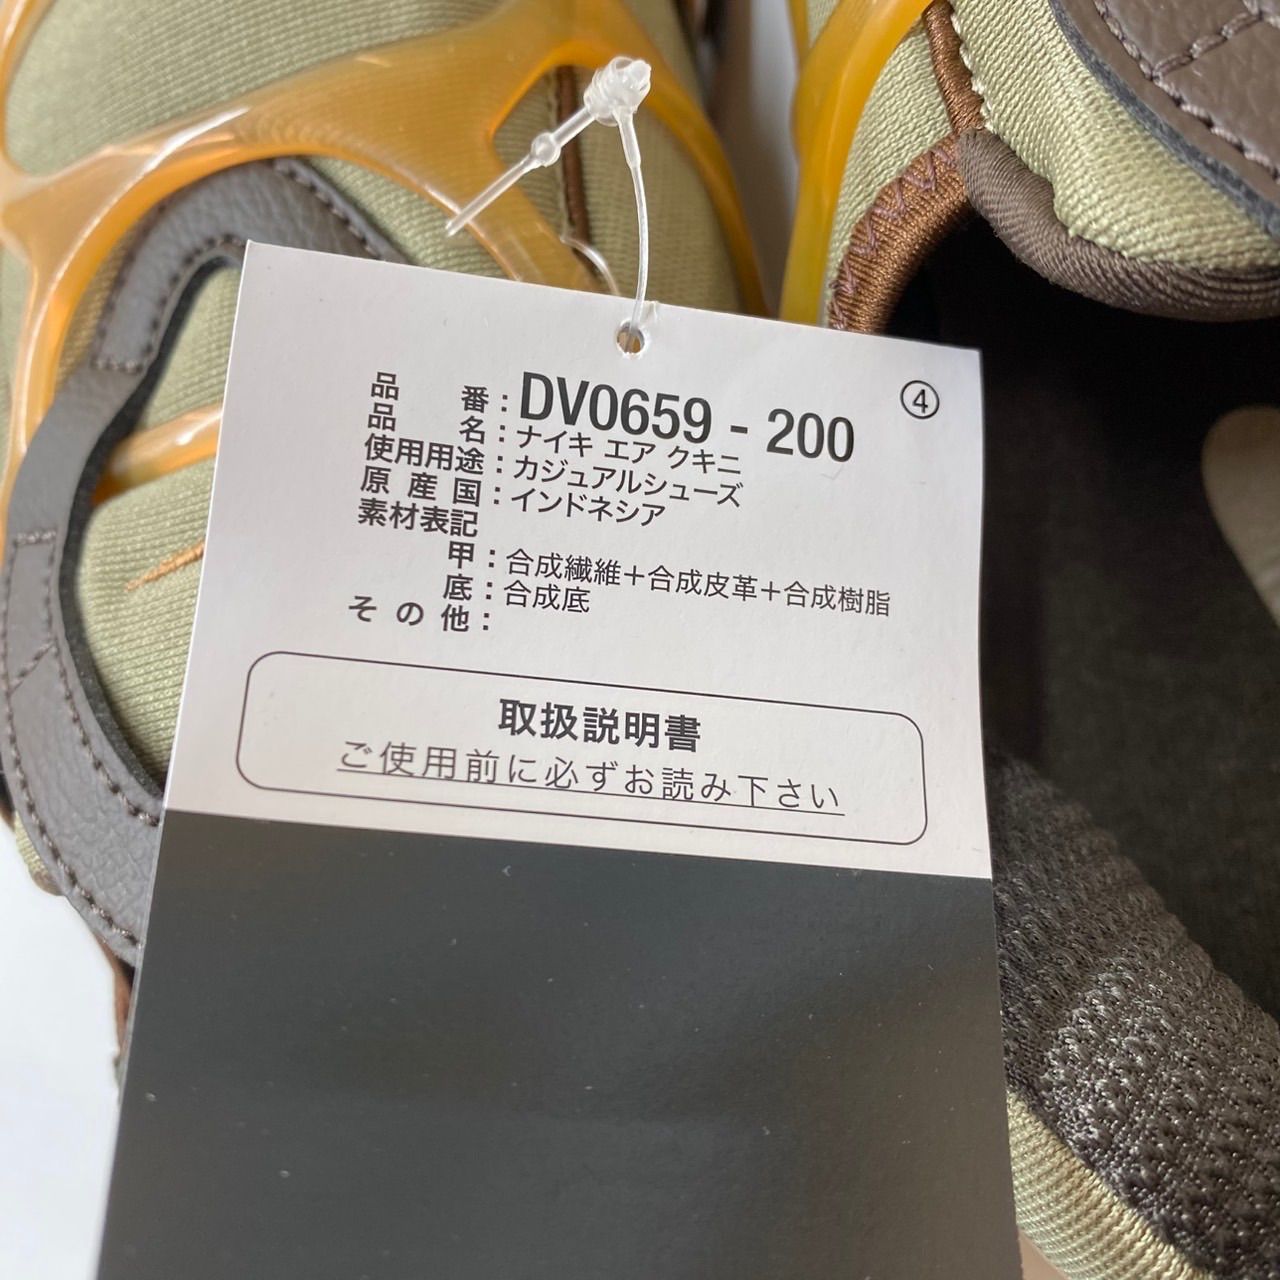 ④
品番：DV0659 - 200
品名：ナイキ エア クキニ
使用用途：カジュアルシューズ
原産国：インドネシア
素材表記
甲：合成繊維＋合成皮革＋合成樹脂
底：合成底
その他：
取扱説明書
ご使用前に必ずお読み下さい